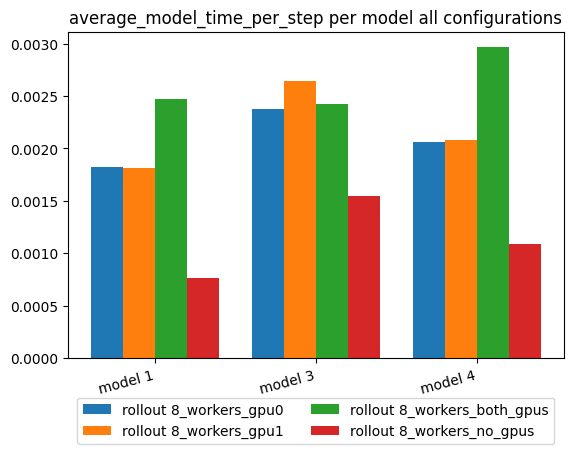 average_model_time_per_step per model all configurations
0.0030
0.0025
0.0020
0.0015
0.0010
0.0005
0.0000
model 1
model 3
model 4
rollout 8_workers_gpu0
rollout 8_workers_both_gpus
rollout 8_workers_gpu1
rollout 8_workers_no_gpus